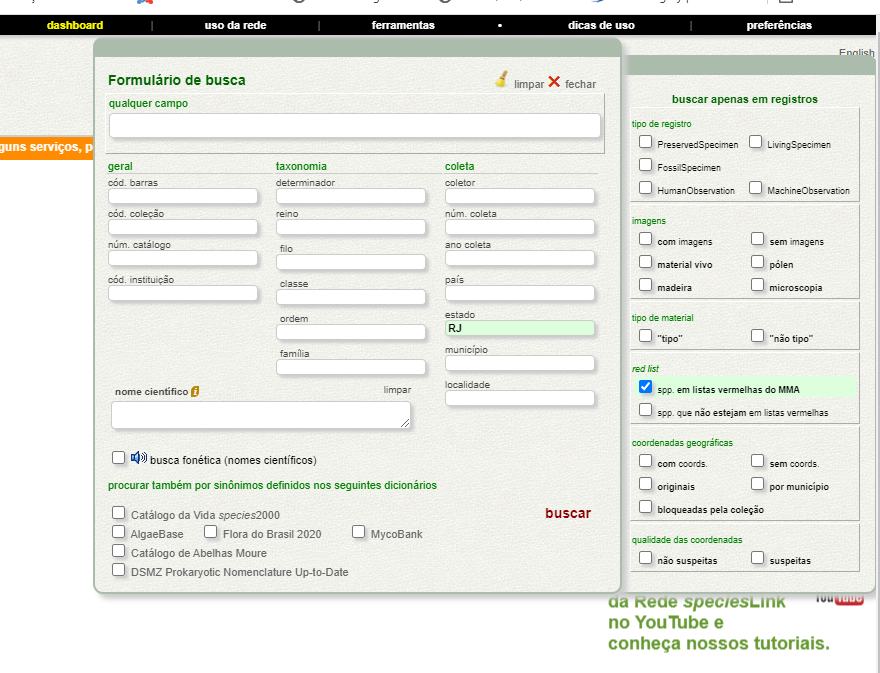 dashboard | uso da rede | ferramentas • dicas de uso | preferências
English
guns serviços, p
Formulário de busca
limpar fechar
qualquer campo
geral taxonomia coleta
cód. barras determinador coletor
cód. coleção reino núm. coleta
núm. catálogo filo ano coleta
cód. instituição classe país
ordem estado
RJ
família município
localidade
nome científico i limpar
busca fonética (nomes científicos)
procurar também por sinônimos definidos nos seguintes dicionários
Catálogo da Vida species2000
buscar
AlgaeBase Flora do Brasil 2020 MycoBank
Catálogo de Abelhas Moure
DSMZ Prokaryotic Nomenclature Up-to-Date
buscar apenas em registros
tipo de registro
PreservedSpecimen LivingSpecimen
FossilSpecimen
HumanObservation MachineObservation
imagens
com imagens sem imagens
material vivo pólen
madeira microscopia
tipo de material
"tipo" "não tipo"
red list
spp. em listas vermelhas do MMA
spp. que não estejam em listas vermelhas
coordenadas geográficas
com coords. sem coords.
originais por município
bloqueadas pela coleção
qualidade das coordenadas
não suspeitas suspeitas
da Rede speciesLink
YouTube
no YouTube e
conheça nossos tutoriais.